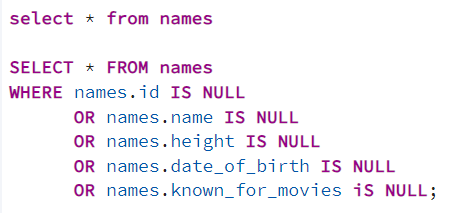 select * from names
SELECT * FROM names
WHERE names.id IS NULL
OR names.name IS NULL
OR names.height IS NULL
OR names.date_of_birth IS NULL
OR names.known_for_movies iS NULL;